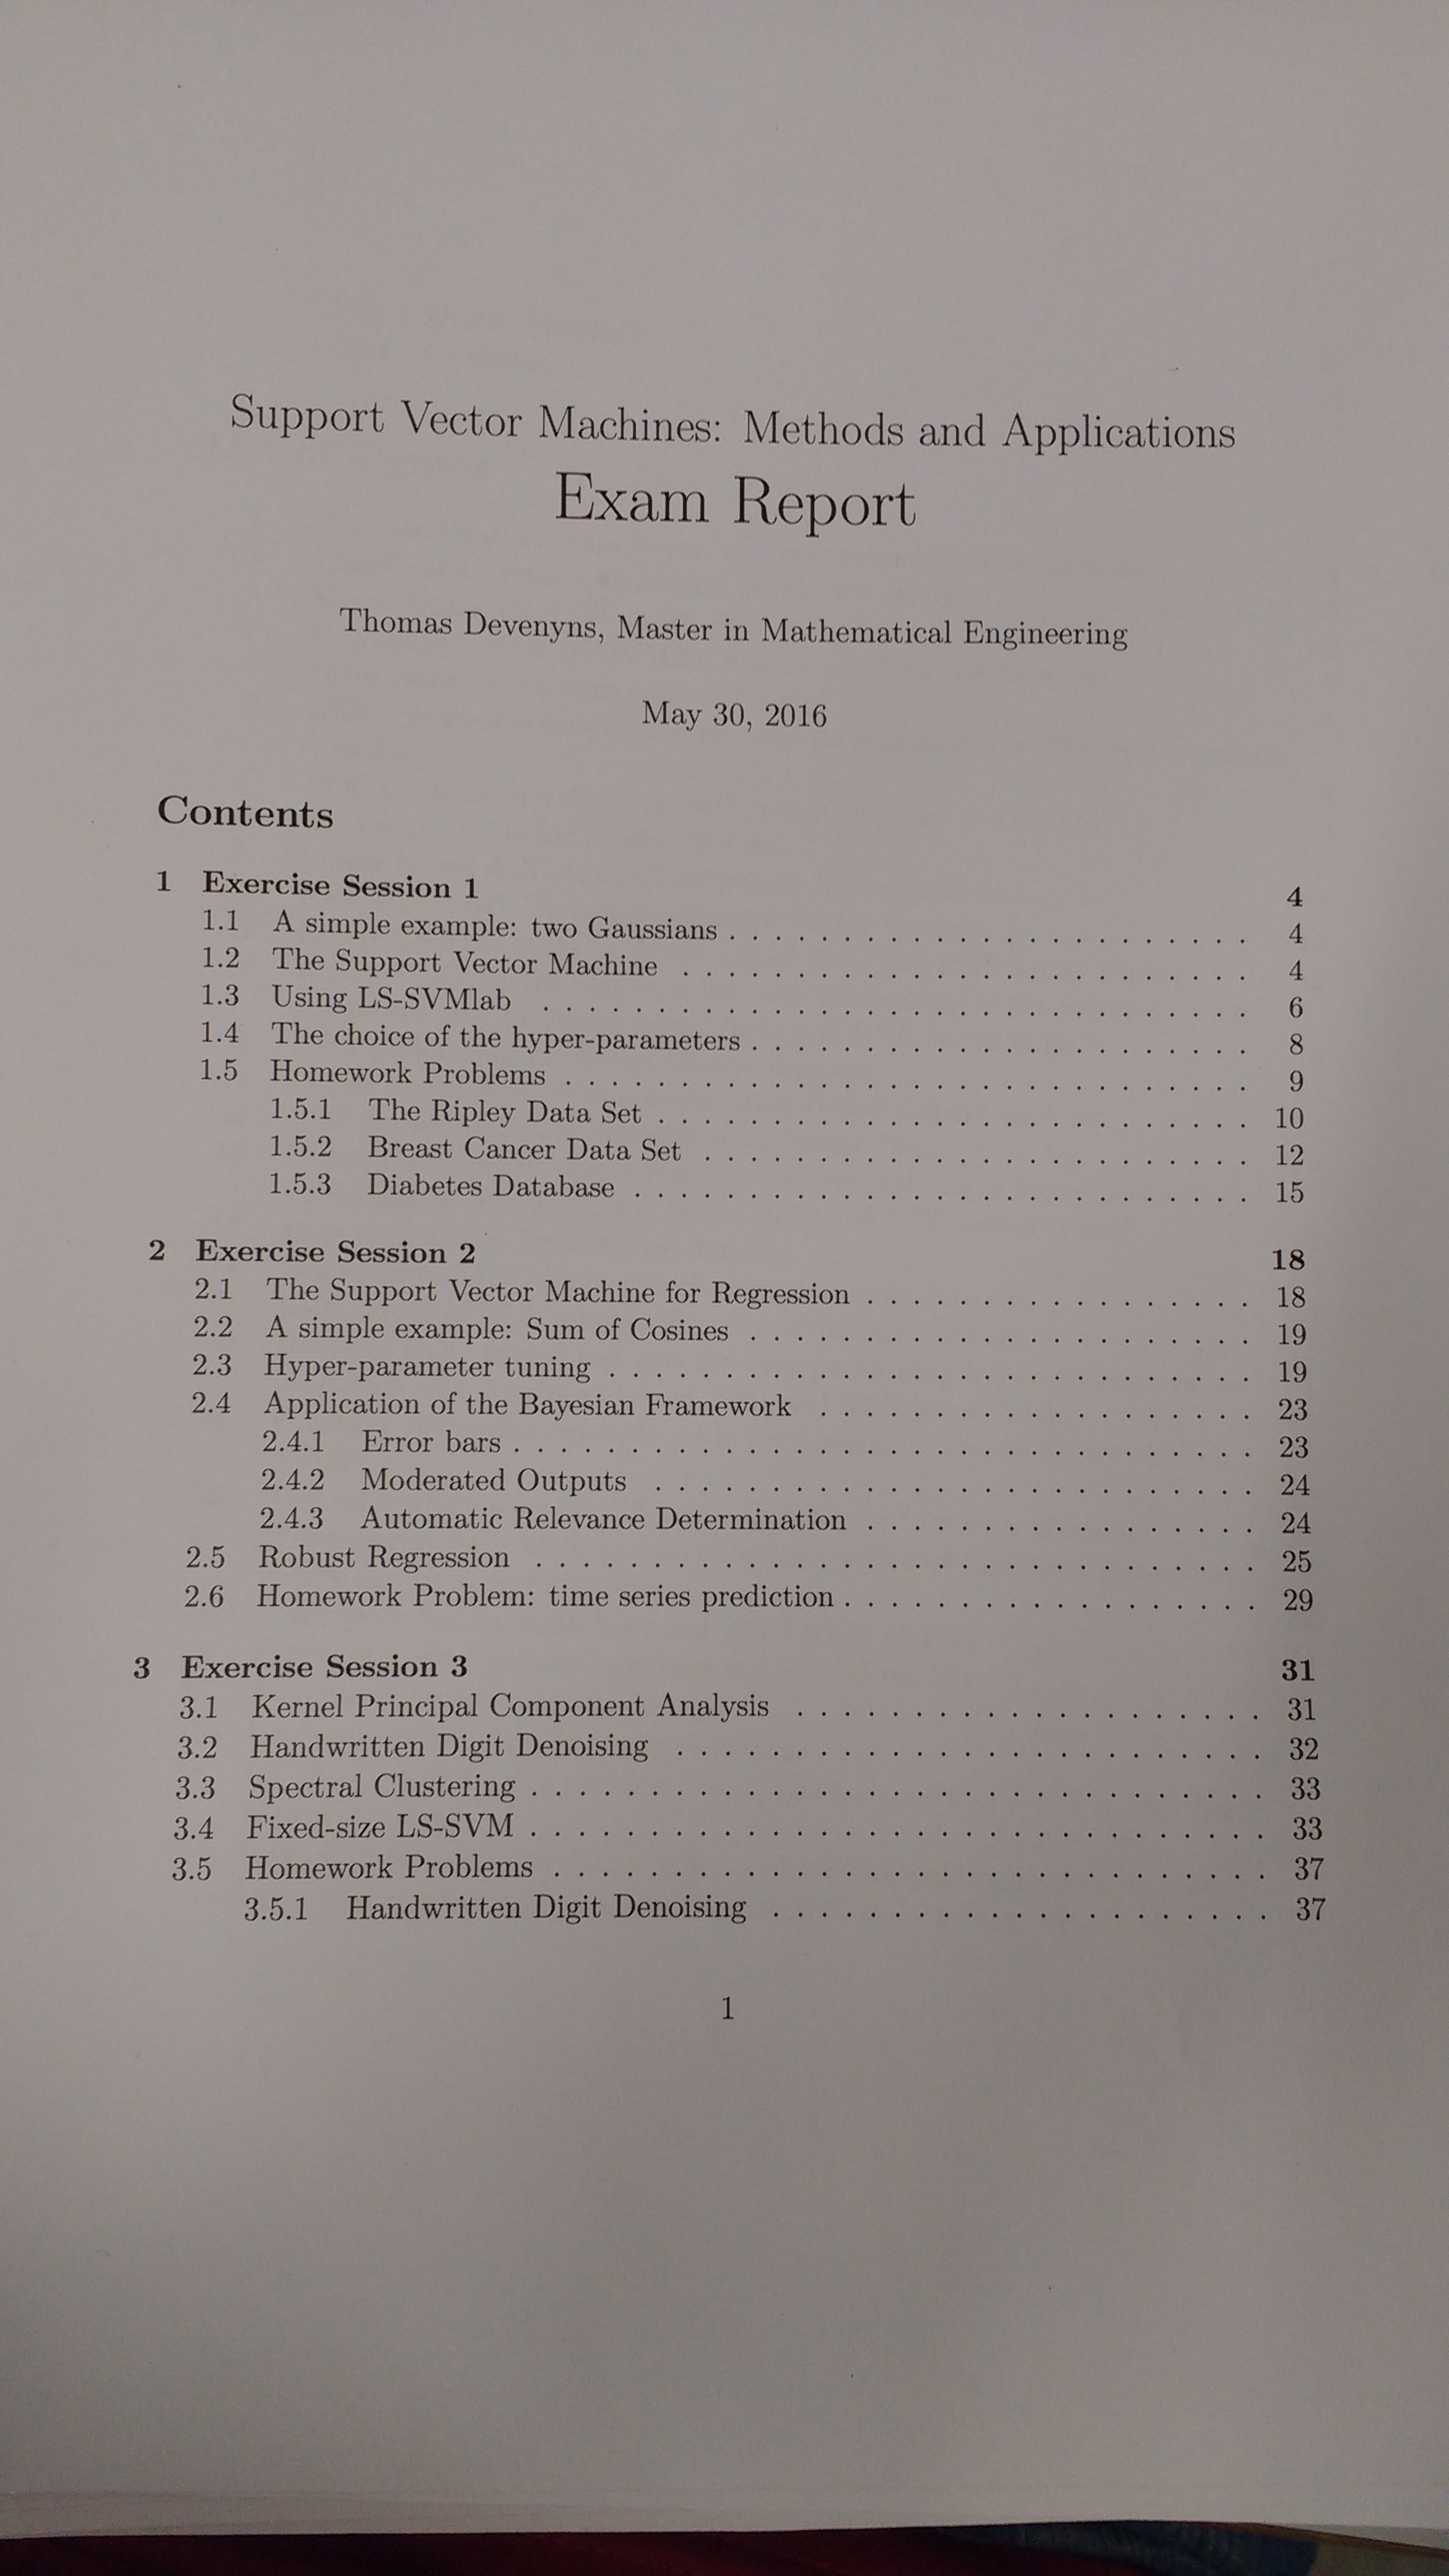 Support Vector Machines: Methods and Applications
Exam Report
Thomas Devenyns, Master in Mathematical Engineering
May 30, 2016
Contents
1 Exercise Session 1 4
1.1 A simple example: two Gaussians . . . . . . . . . . . . . . . . . . . . . . . 4
1.2 The Support Vector Machine . . . . . . . . . . . . . . . . . . . . . . . . . 4
1.3 Using LS-SVMlab . . . . . . . . . . . . . . . . . . . . . . . . . . . . . . . 6
1.4 The choice of the hyper-parameters . . . . . . . . . . . . . . . . . . . . . . 8
1.5 Homework Problems . . . . . . . . . . . . . . . . . . . . . . . . . . . . . . 9
1.5.1 The Ripley Data Set . . . . . . . . . . . . . . . . . . . . . . . . . . 10
1.5.2 Breast Cancer Data Set . . . . . . . . . . . . . . . . . . . . . . . . 12
1.5.3 Diabetes Database . . . . . . . . . . . . . . . . . . . . . . . . . . . 15
2 Exercise Session 2 18
2.1 The Support Vector Machine for Regression . . . . . . . . . . . . . . . . . 18
2.2 A simple example: Sum of Cosines . . . . . . . . . . . . . . . . . . . . . . 19
2.3 Hyper-parameter tuning . . . . . . . . . . . . . . . . . . . . . . . . . . . . 19
2.4 Application of the Bayesian Framework . . . . . . . . . . . . . . . . . . . 23
2.4.1 Error bars . . . . . . . . . . . . . . . . . . . . . . . . . . . . . . . . 23
2.4.2 Moderated Outputs . . . . . . . . . . . . . . . . . . . . . . . . . . 24
2.4.3 Automatic Relevance Determination . . . . . . . . . . . . . . . . . 24
2.5 Robust Regression . . . . . . . . . . . . . . . . . . . . . . . . . . . . . . . 25
2.6 Homework Problem: time series prediction . . . . . . . . . . . . . . . . . . 29
3 Exercise Session 3 31
3.1 Kernel Principal Component Analysis . . . . . . . . . . . . . . . . . . . . 31
3.2 Handwritten Digit Denoising . . . . . . . . . . . . . . . . . . . . . . . . . 32
3.3 Spectral Clustering . . . . . . . . . . . . . . . . . . . . . . . . . . . . . . . 33
3.4 Fixed-size LS-SVM . . . . . . . . . . . . . . . . . . . . . . . . . . . . . . . 33
3.5 Homework Problems . . . . . . . . . . . . . . . . . . . . . . . . . . . . . . 37
3.5.1 Handwritten Digit Denoising . . . . . . . . . . . . . . . . . . . . . 37
1